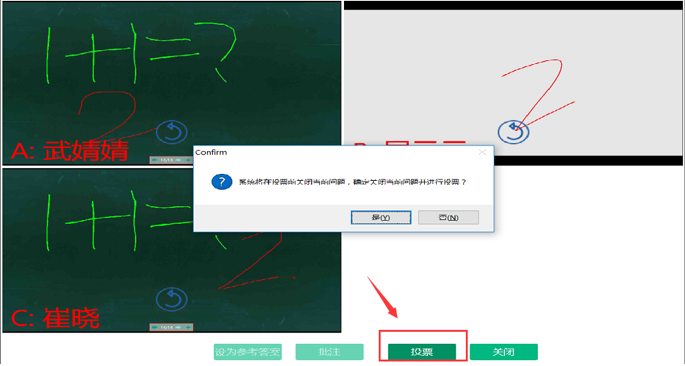 1+1=?
2
2
A: 武婧婧
Confirm
系统将在投票前关闭当前问题，确定关闭当前问题并进行投票？
是(Y)
否(N)
1+1=?
2
C: 崔晓
设为参考答案
批注
投票
关闭